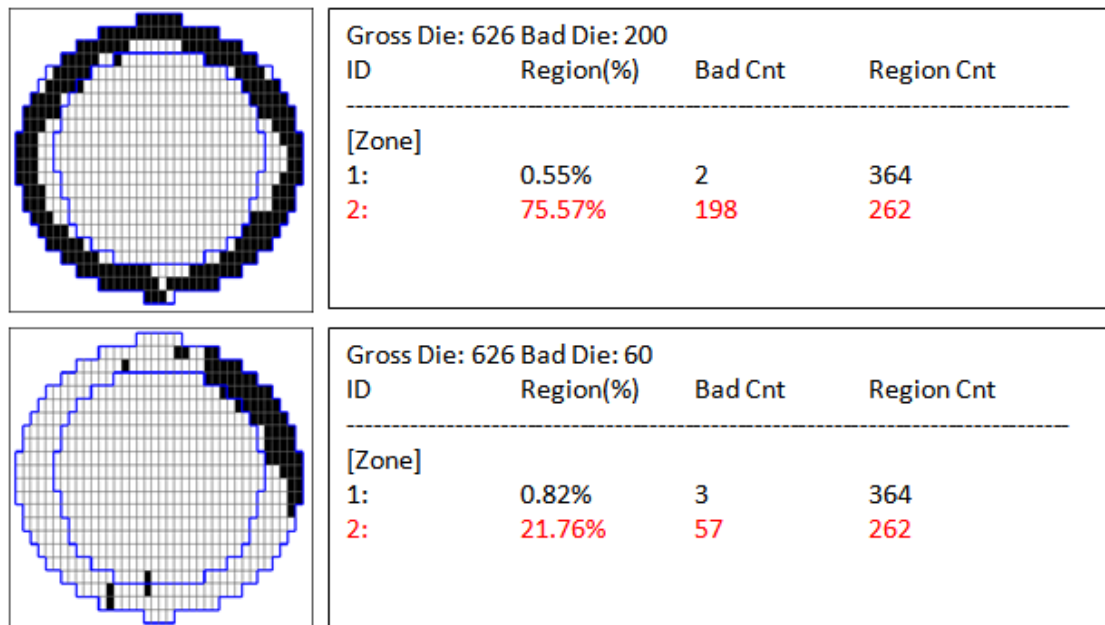 Gross Die: 626 Bad Die: 200
ID Region(%) Bad Cnt Region Cnt
--------------------------------------------------------------------------------
[Zone]
1: 0.55% 2 364
2: 75.57% 198 262
Gross Die: 626 Bad Die: 60
ID Region(%) Bad Cnt Region Cnt
--------------------------------------------------------------------------------
[Zone]
1: 0.82% 3 364
2: 21.76% 57 262